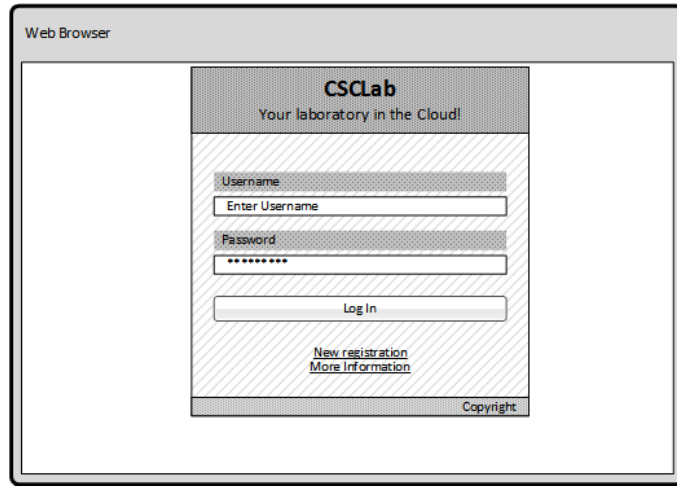 Web Browser
CSCLab
Your laboratory in the Cloud!
Username
Enter Username
Password
*********
Log In
New registration
More Information
Copyright